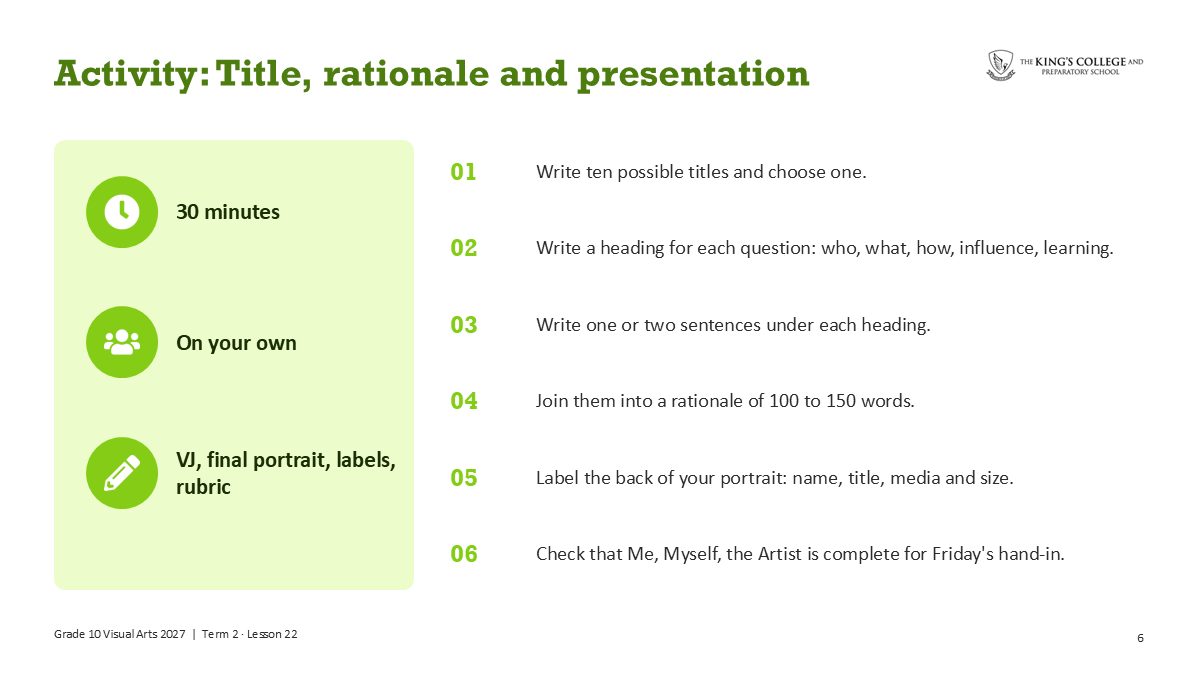 Activity: Title, rationale and presentation
THE KING'S COLLEGE AND
PREPARATORY SCHOOL
30 minutes
On your own
VJ, final portrait, labels,
rubric
01 Write ten possible titles and choose one.
02 Write a heading for each question: who, what, how, influence, learning.
03 Write one or two sentences under each heading.
04 Join them into a rationale of 100 to 150 words.
05 Label the back of your portrait: name, title, media and size.
06 Check that Me, Myself, the Artist is complete for Friday's hand-in.
Grade 10 Visual Arts 2027 | Term 2 · Lesson 22
6